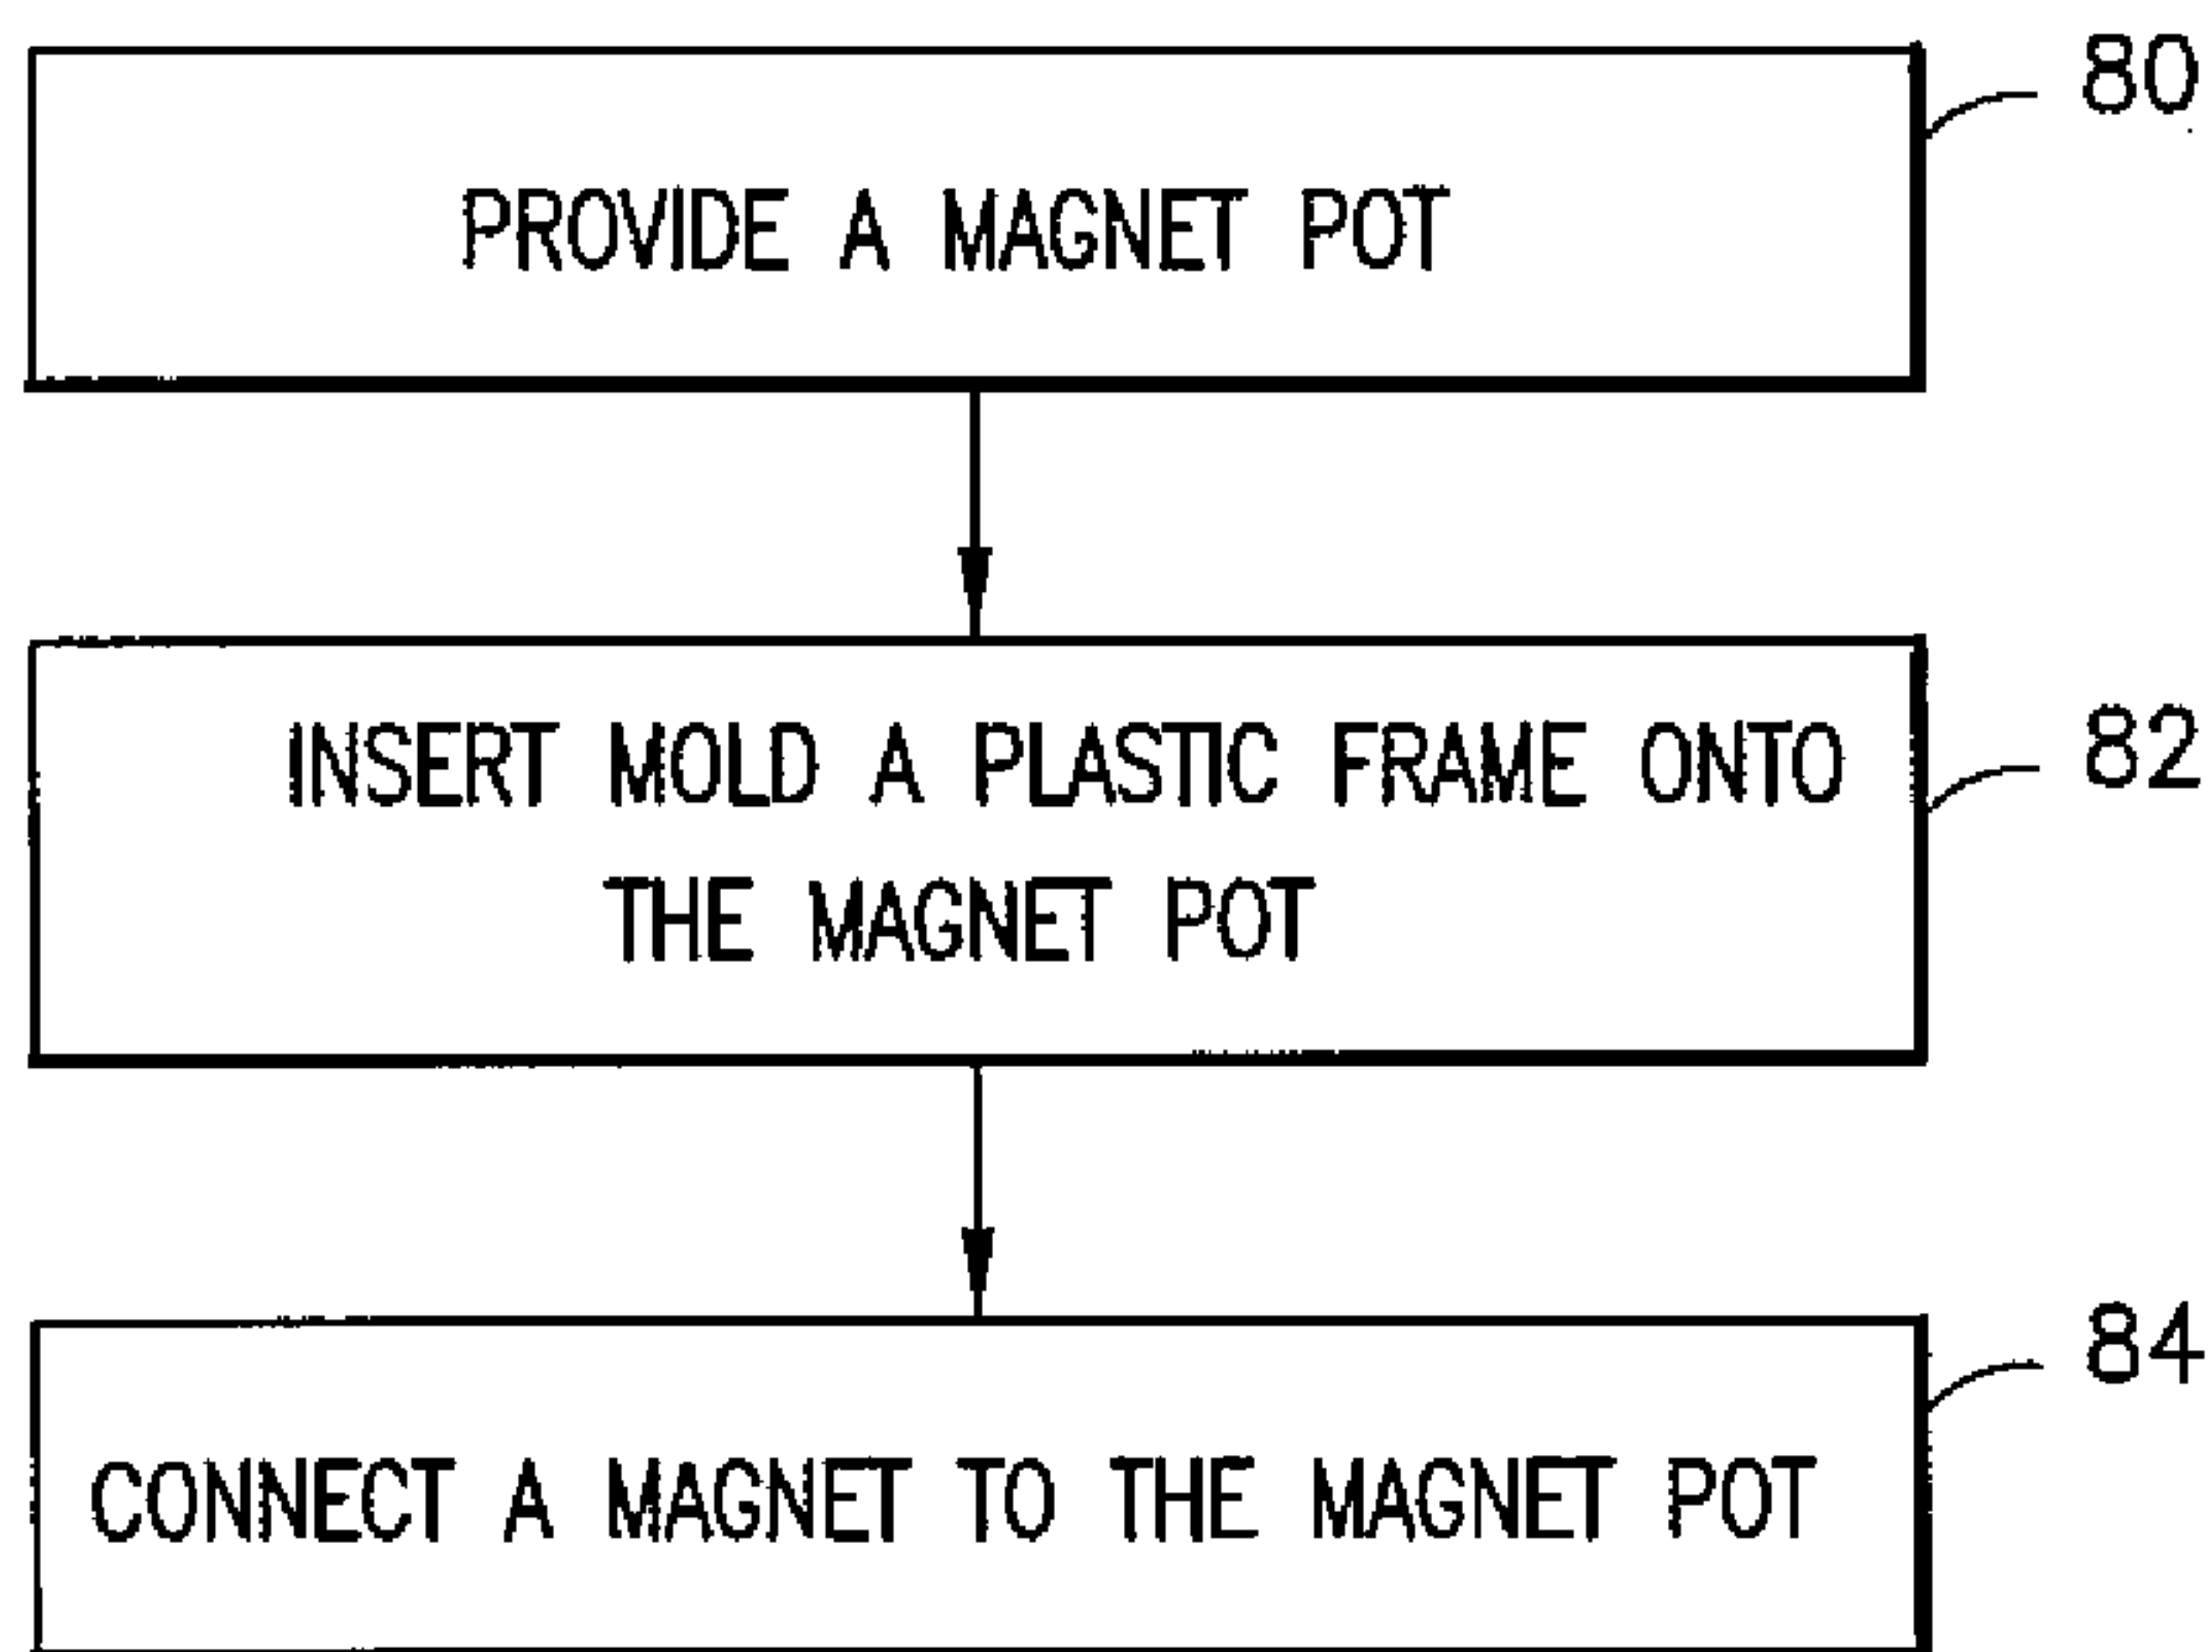 80
PROVIDE A MAGNET POT
INSERT MOLD A PLASTIC FRAME ONTO
82
THE MAGNET POT
84
CONNECT A MAGNET TO THE MAGNET POT